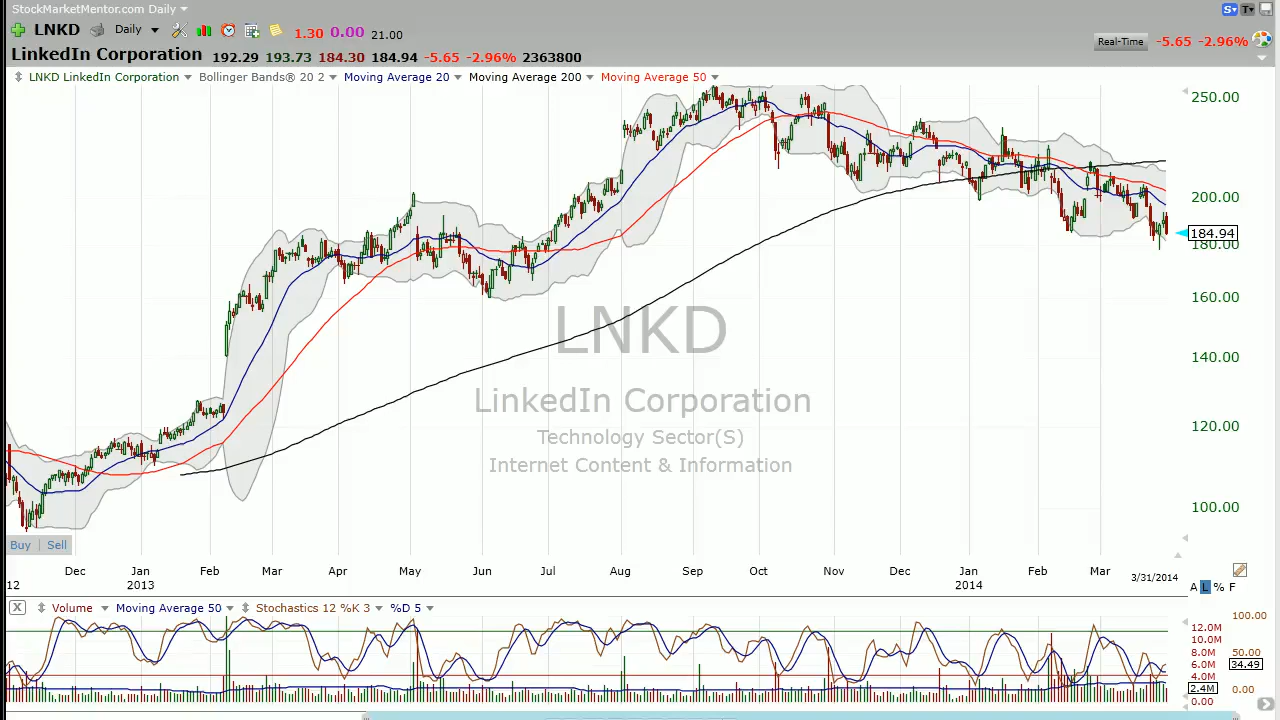 StockMarketMentor.com Daily
S T
LNKD Daily 1.30 0.00 21.00
LinkedIn Corporation 192.29 193.73 184.30 184.94 -5.65 -2.96% 2363800
Real-Time -5.65 -2.96%
LNKD LinkedIn Corporation Bollinger Bands® 20 2 Moving Average 20 Moving Average 200 Moving Average 50
250.00
200.00
184.94
180.00
160.00
140.00
120.00
100.00
LNKD
LinkedIn Corporation
Technology Sector(S)
Internet Content & Information
Buy Sell
Dec Jan Feb Mar Apr May Jun Jul Aug Sep Oct Nov Dec Jan Feb Mar 3/31/2014
12 2013 2014
A L % F
X Volume Moving Average 50 Stochastics 12 %K 3 %D 5
100.00
12.0M
10.0M
8.0M 50.00
6.0M 34.49
4.0M
2.4M 0.00
0.00